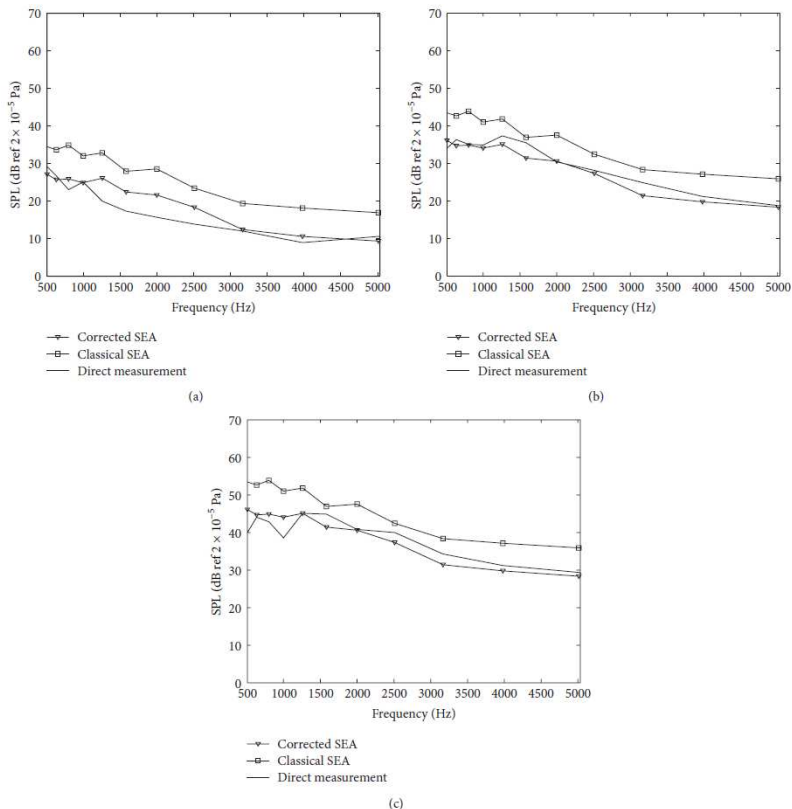 70
60
50
40
30
20
10
0
SPL (dB ref 2 × 10⁻⁵ Pa)
500 1000 1500 2000 2500 3000 3500 4000 4500 5000
Frequency (Hz)
Corrected SEA
Classical SEA
Direct measurement
(a)
70
60
50
40
30
20
10
0
SPL (dB ref 2 × 10⁻⁵ Pa)
500 1000 1500 2000 2500 3000 3500 4000 4500 5000
Frequency (Hz)
Corrected SEA
Classical SEA
Direct measurement
(b)
70
60
50
40
30
20
10
0
SPL (dB ref 2 × 10⁻⁵ Pa)
500 1000 1500 2000 2500 3000 3500 4000 4500 5000
Frequency (Hz)
Corrected SEA
Classical SEA
Direct measurement
(c)